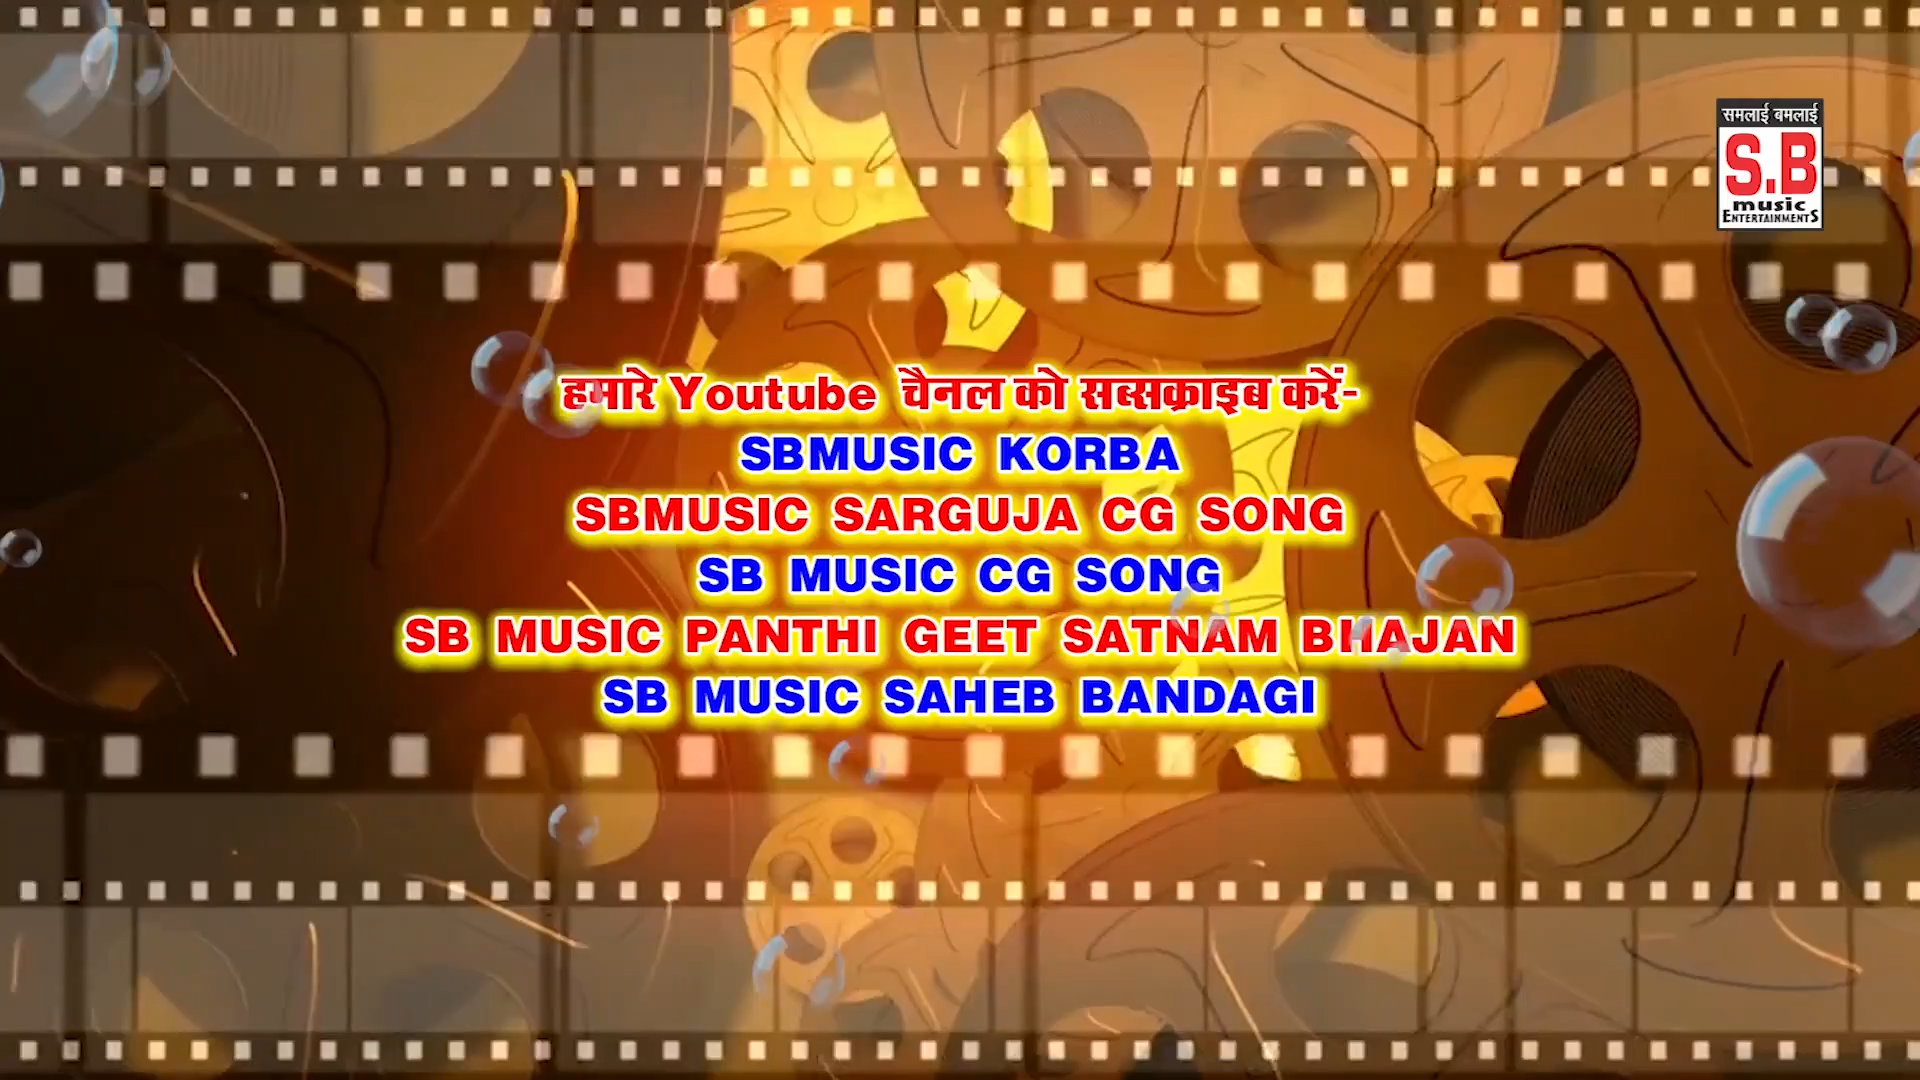 समलाई बमलाई
S.B
music
ENTERTAINMENTS
हमारे Youtube चैनल को सब्सक्राइब करें-
SBMUSIC KORBA
SBMUSIC SARGUJA CG SONG
SB MUSIC CG SONG
SB MUSIC PANTHI GEET SATNAM BHAJAN
SB MUSIC SAHEB BANDAGI